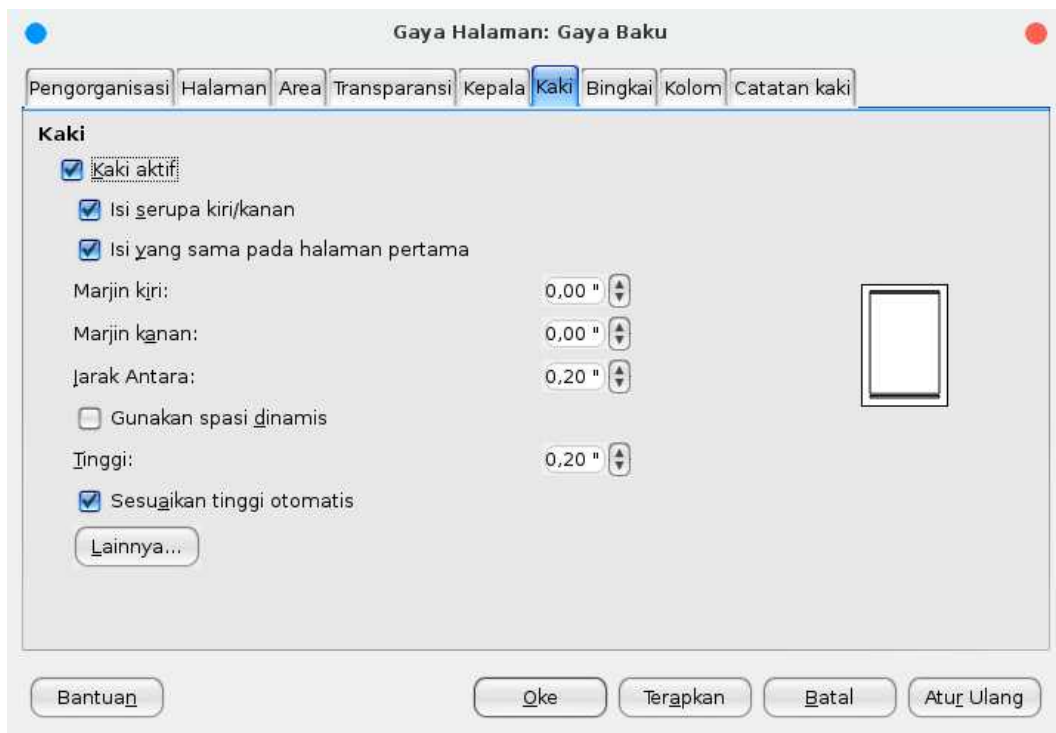 Gaya Halaman: Gaya Baku
Pengorganisasi Halaman Area Transparansi Kepala Kaki Bingkai Kolom Catatan kaki
Kaki
Kaki aktif
Isi serupa kiri/kanan
Isi yang sama pada halaman pertama
Marjin kiri: 0,00 "
Marjin kanan: 0,00 "
Jarak Antara: 0,20 "
Gunakan spasi dinamis
Tinggi: 0,20 "
Sesuaikan tinggi otomatis
Lainnya...
Bantuan Oke Terapkan Batal Atur Ulang